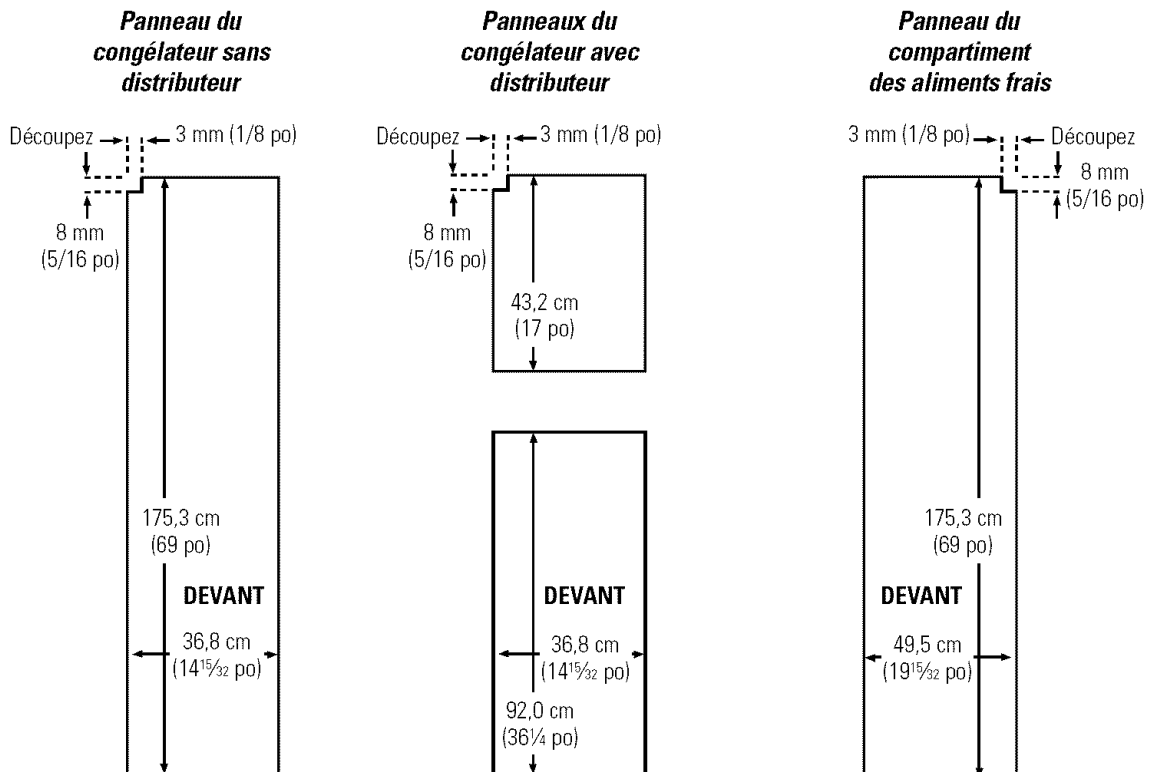 Panneau du
congélateur sans
distributeur
Découpez
3 mm (1/8 po)
8 mm
(5/16 po)
175,3 cm
(69 po)
DEVANT
36,8 cm
(14 15/32 po)
Panneaux du
congélateur avec
distributeur
Découpez
3 mm (1/8 po)
8 mm
(5/16 po)
43,2 cm
(17 po)
DEVANT
36,8 cm
(14 15/32 po)
92,0 cm
(36 1/4 po)
Panneau du
compartiment
des aliments frais
3 mm (1/8 po)
Découpez
8 mm
(5/16 po)
175,3 cm
(69 po)
DEVANT
49,5 cm
(19 15/32 po)